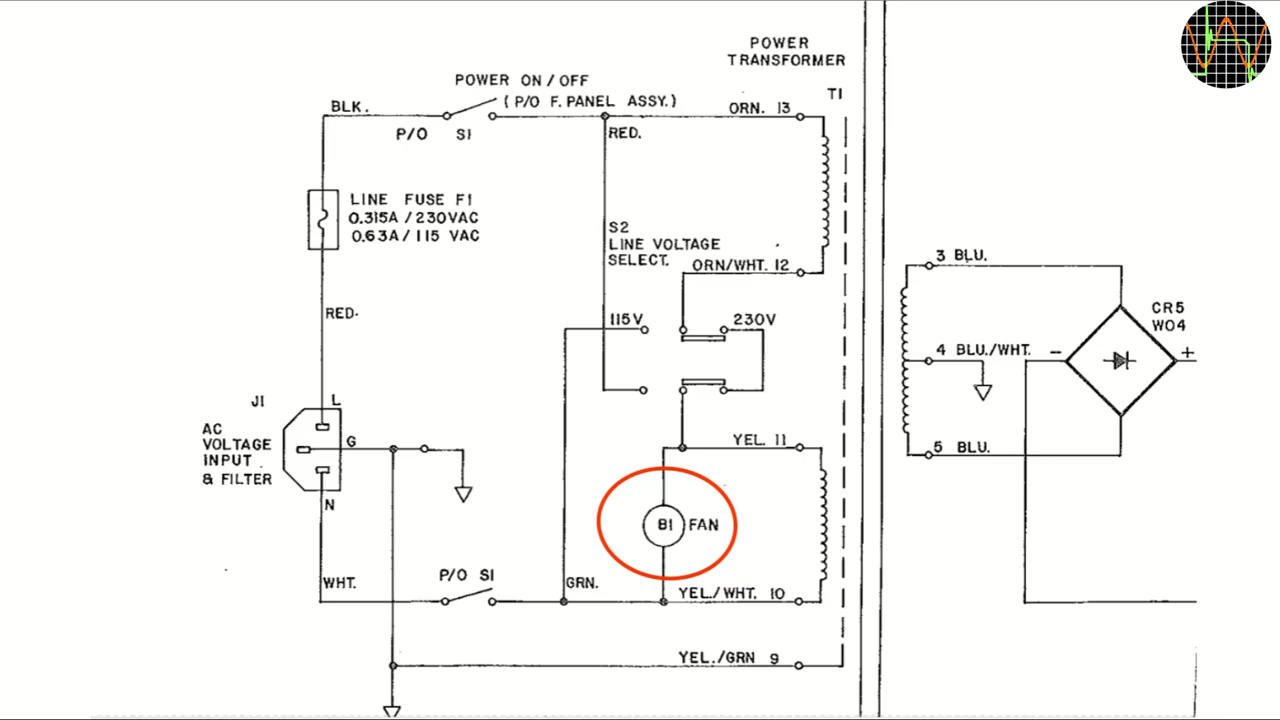 POWER
TRANSFORMER
T1
POWER ON / OFF
( P/O F. PANEL ASSY. )
BLK.
P/O S1
RED.
ORN. 13
LINE FUSE F1
0.315A / 230VAC
0.63A / 115 VAC
S2
LINE VOLTAGE
SELECT.
ORN/WHT. 12
RED.
115V
230V
3 BLU.
CR5
W04
4 BLU./WHT.
−
+
5 BLU.
J1
L
AC
VOLTAGE
INPUT
& FILTER
G
N
YEL. 11
B1 FAN
WHT.
P/O S1
GRN.
YEL./WHT. 10
YEL./GRN 9